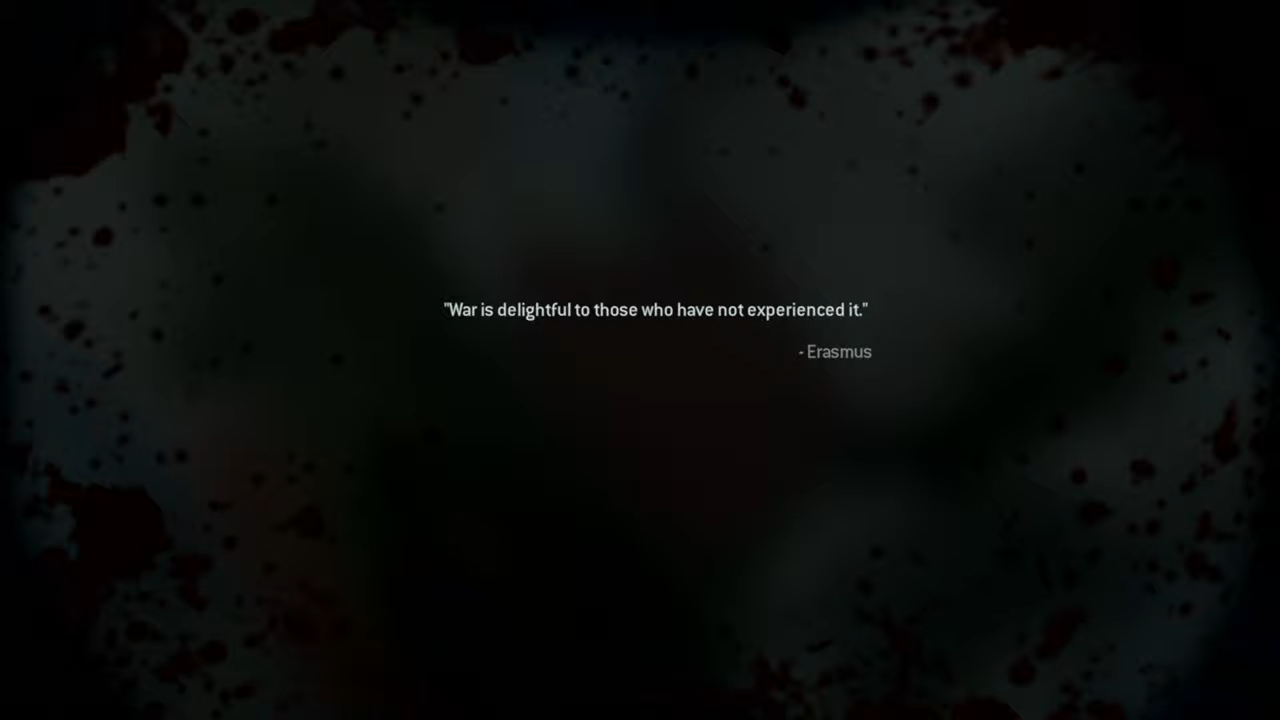 "War is delightful to those who have not experienced it."
- Erasmus